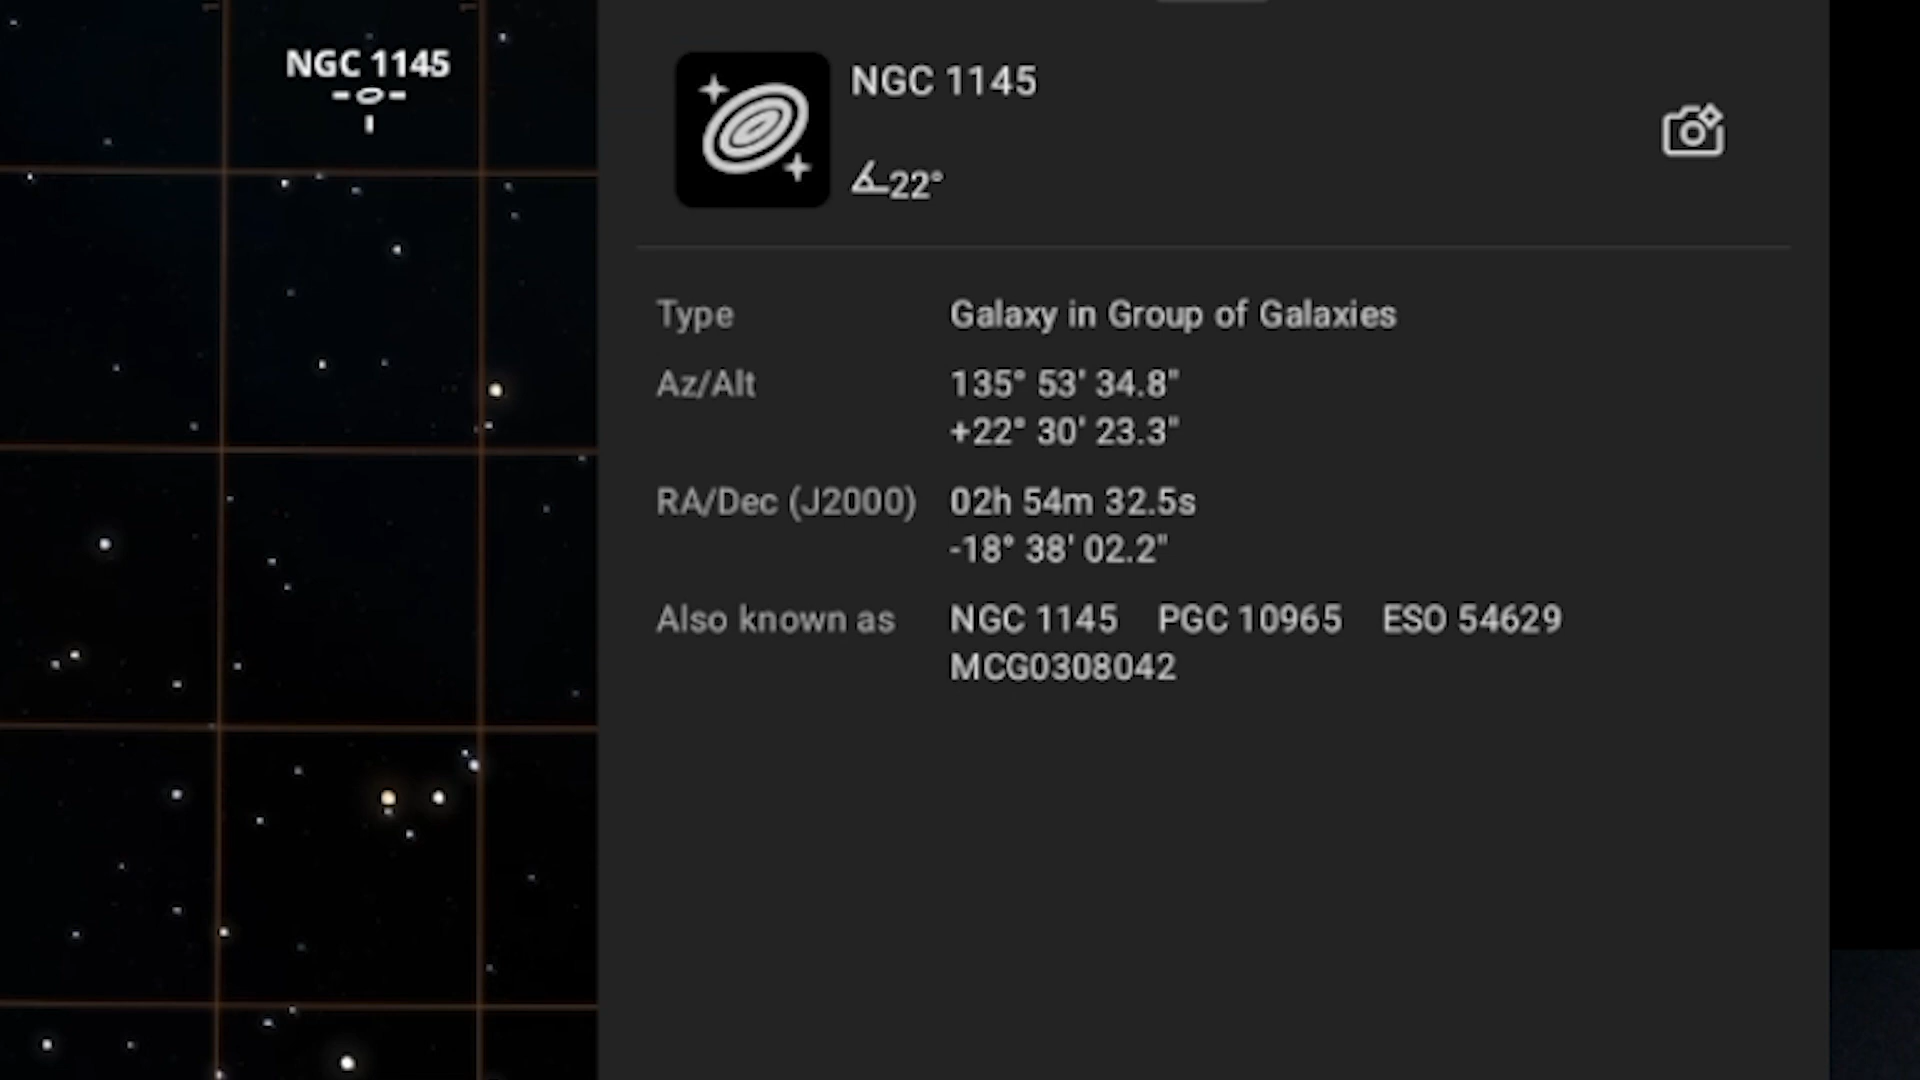 NGC 1145
NGC 1145
22°
Type Galaxy in Group of Galaxies
Az/Alt 135° 53' 34.8"
+22° 30' 23.3"
RA/Dec (J2000) 02h 54m 32.5s
-18° 38' 02.2"
Also known as NGC 1145 PGC 10965 ESO 54629
MCG0308042